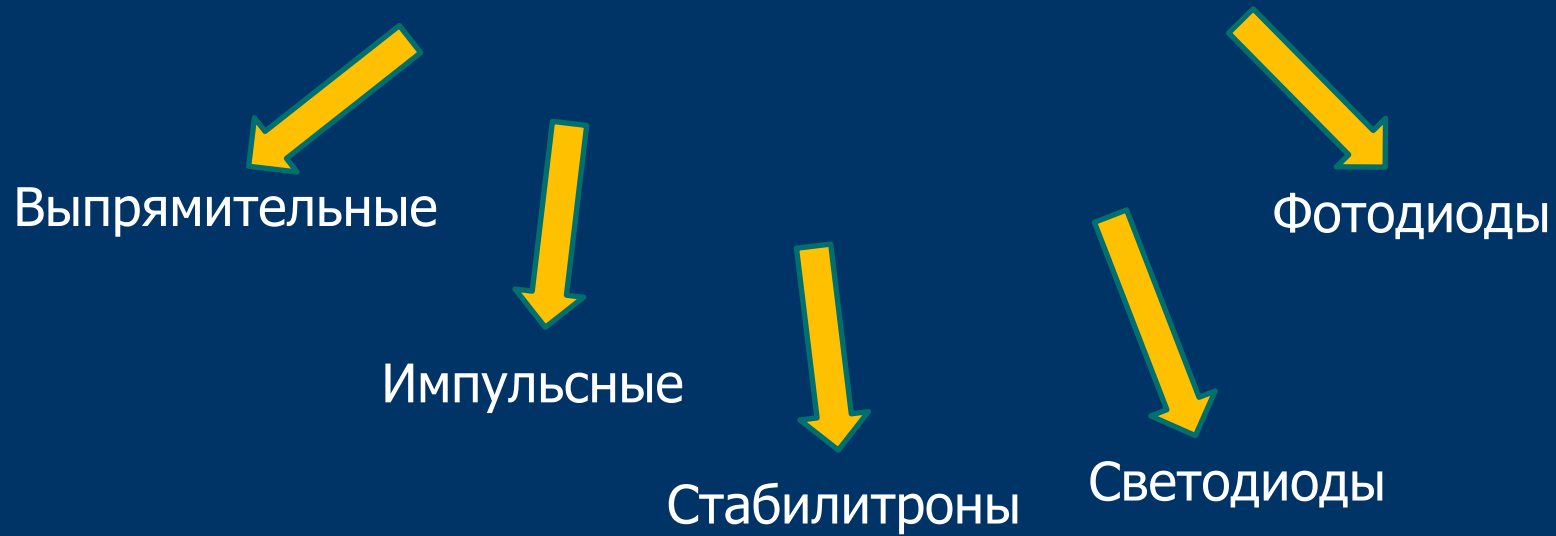 Выпрямительные
Фотодиоды
Импульсные
Светодиоды
Стабилитроны